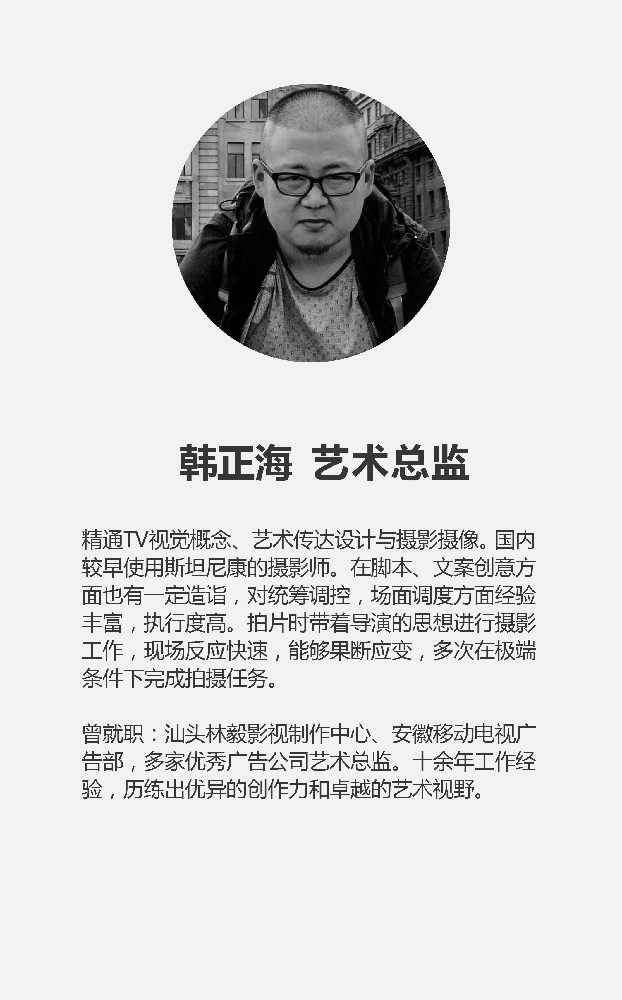 韩正海 艺术总监
精通TV视觉概念、艺术传达设计与摄影摄像。国内
较早使用斯坦尼康的摄影师。在脚本、文案创意方
面也有一定造诣，对统筹调控，场面调度方面经验
丰富，执行度高。拍片时带着导演的思想进行摄影
工作，现场反应快速，能够果断应变，多次在极端
条件下完成拍摄任务。
曾就职：汕头林毅影视制作中心、安徽移动电视广
告部，多家优秀广告公司艺术总监。十余年工作经
验，历练出优异的创作力和卓越的艺术视野。